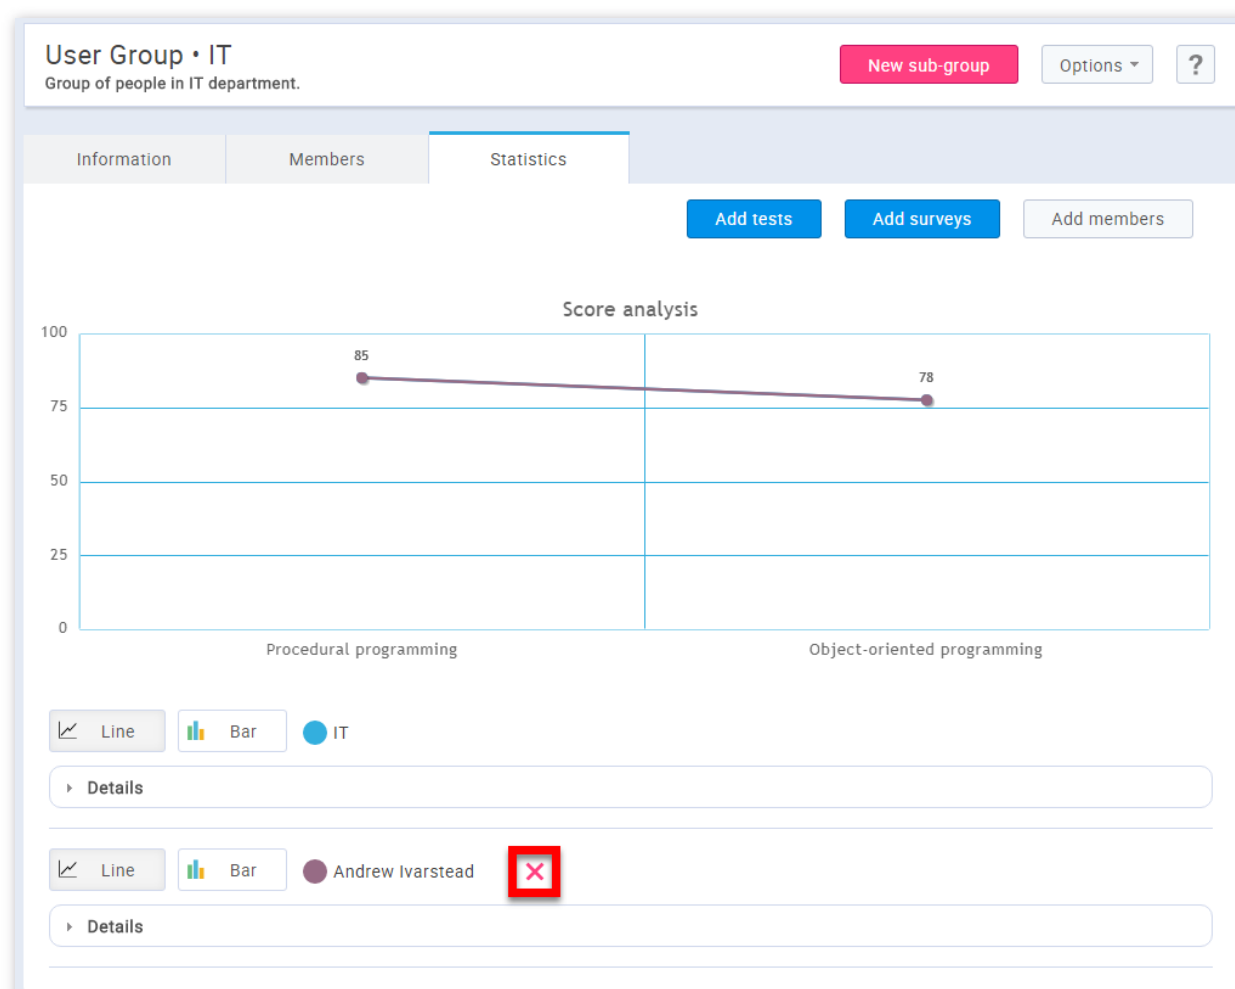 User Group • IT
Group of people in IT department.
New sub-group
Options
?
Information
Members
Statistics
Add tests
Add surveys
Add members
Score analysis
100
75
50
25
0
85
78
Procedural programming
Object-oriented programming
Line
Bar
IT
Details
Line
Bar
Andrew Ivarstead
Details